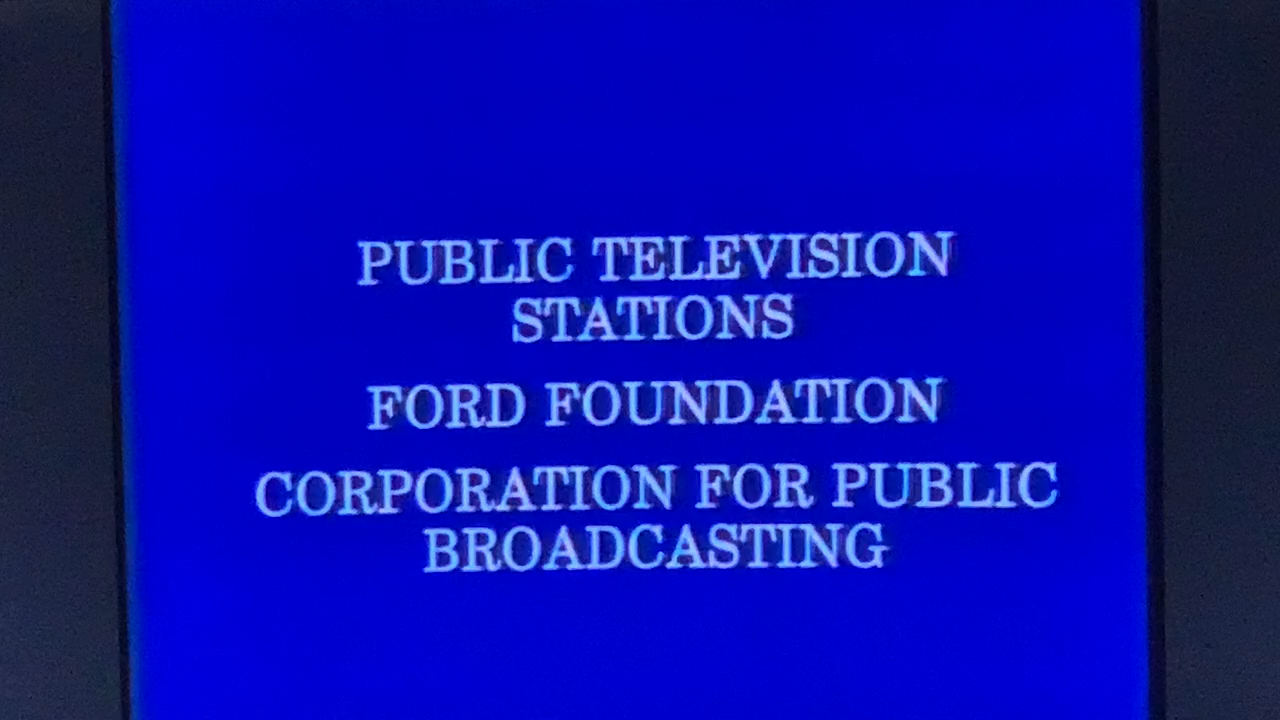 PUBLIC TELEVISION
STATIONS
FORD FOUNDATION
CORPORATION FOR PUBLIC
BROADCASTING